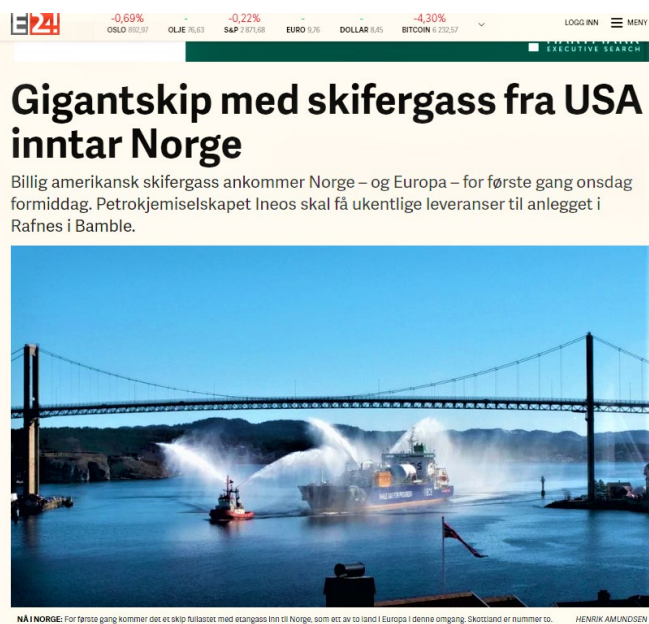 E24!
-0,69% - -0,22% - - -4,30%
OSLO 892,97 OLJE 76,63 S&P 2 871,68 EURO 9,76 DOLLAR 8,45 BITCOIN 6 232,57
LOGG INN MENY
EXECUTIVE SEARCH
Gigantskip med skifergass fra USA
inntar Norge
Billig amerikansk skifergass ankommer Norge – og Europa – for første gang onsdag
formiddag. Petrokjemiselskapet Ineos skal få ukentlige leveranser til anlegget i
Rafnes i Bamble.
SHALE GAS FOR PROGRESS
NÅ I NORGE: For første gang kommer det et skip fullastet med etangass inn til Norge, som ett av to land i Europa i denne omgang. Skottland er nummer to. HENRIK AMUNDSEN